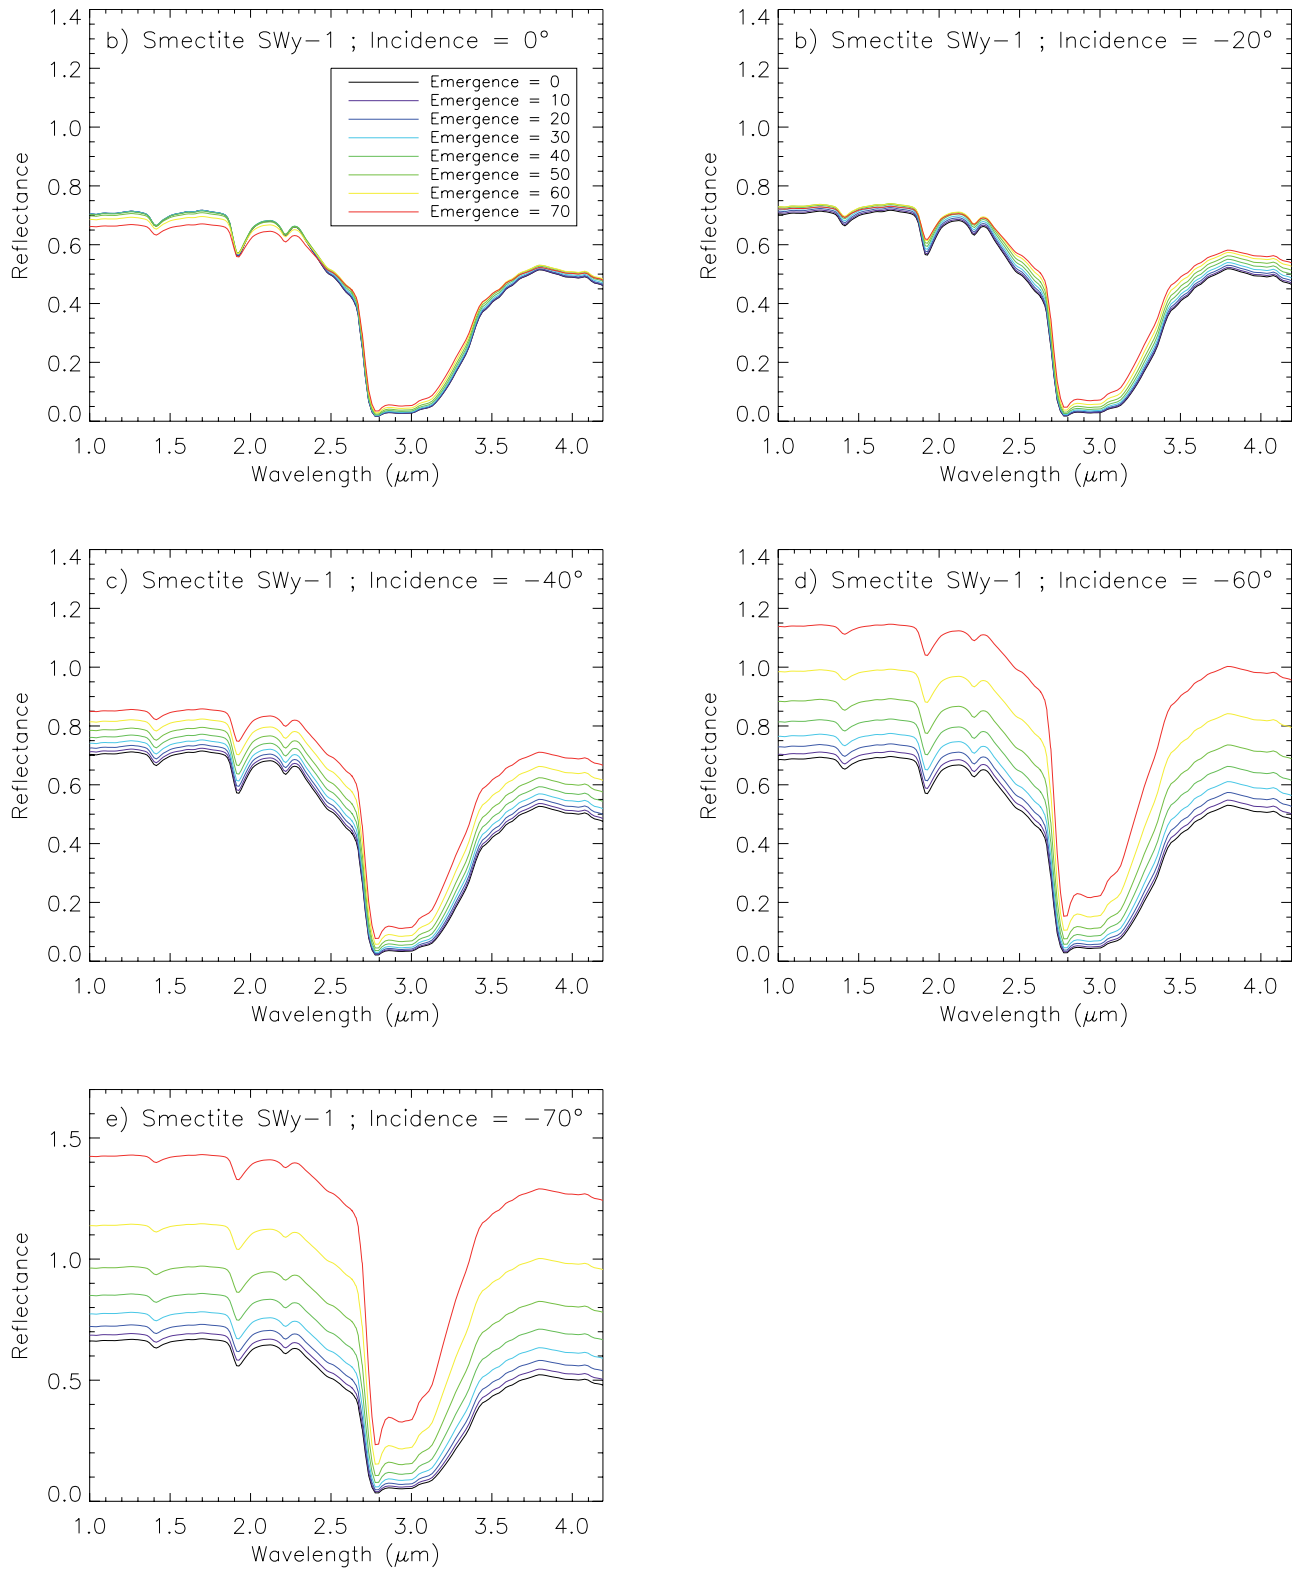 b) Smectite SWy-1 ; Incidence = 0°
Emergence = 0
Emergence = 10
Emergence = 20
Emergence = 30
Emergence = 40
Emergence = 50
Emergence = 60
Emergence = 70
1.4
1.2
1.0
0.8
0.6
0.4
0.2
0.0
Reflectance
1.0 1.5 2.0 2.5 3.0 3.5 4.0
Wavelength (μm)
b) Smectite SWy-1 ; Incidence = -20°
1.4
1.2
1.0
0.8
0.6
0.4
0.2
0.0
Reflectance
1.0 1.5 2.0 2.5 3.0 3.5 4.0
Wavelength (μm)
c) Smectite SWy-1 ; Incidence = -40°
1.4
1.2
1.0
0.8
0.6
0.4
0.2
0.0
Reflectance
1.0 1.5 2.0 2.5 3.0 3.5 4.0
Wavelength (μm)
d) Smectite SWy-1 ; Incidence = -60°
1.4
1.2
1.0
0.8
0.6
0.4
0.2
0.0
Reflectance
1.0 1.5 2.0 2.5 3.0 3.5 4.0
Wavelength (μm)
e) Smectite SWy-1 ; Incidence = -70°
1.5
1.0
0.5
0.0
Reflectance
1.0 1.5 2.0 2.5 3.0 3.5 4.0
Wavelength (μm)